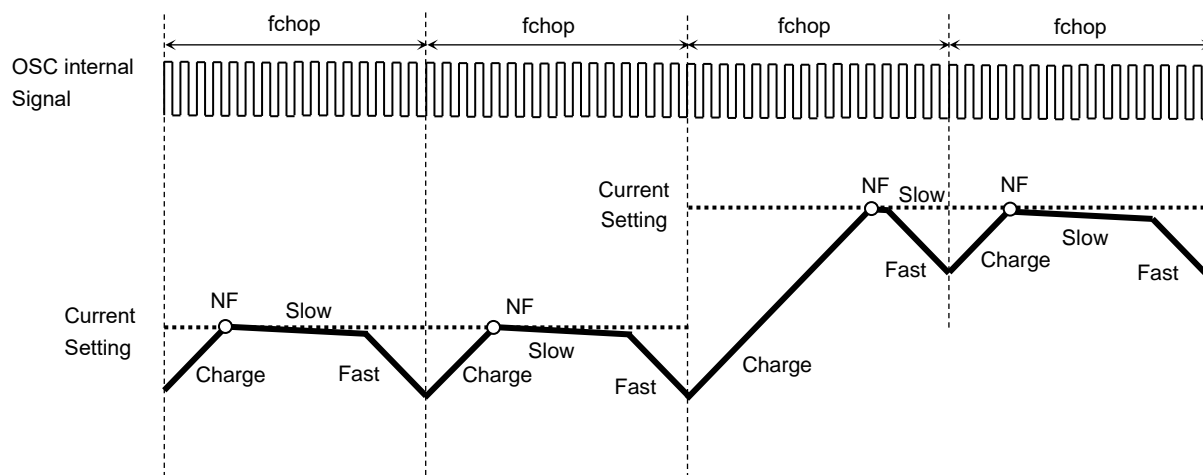 fchop
fchop
fchop
fchop
OSC internal
Signal
Current
Setting
NF
Slow
NF
Slow
Fast
Charge
Fast
Charge
Current
Setting
NF
Slow
NF
Slow
Charge
Fast
Charge
Fast